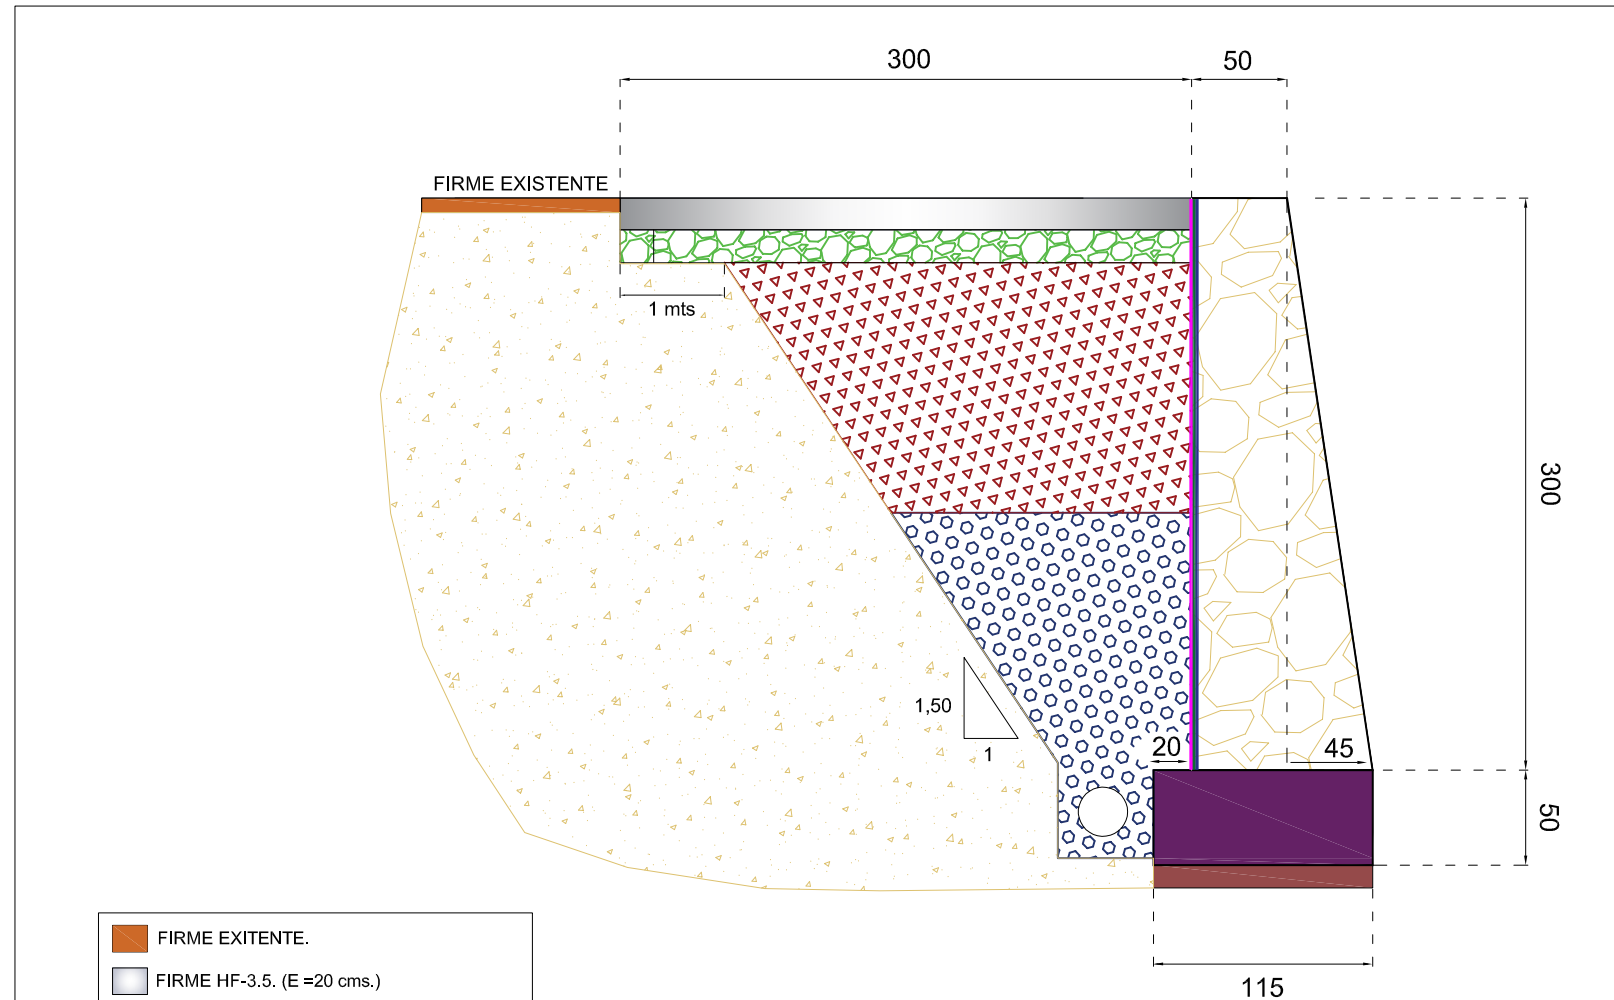 300
50
FIRME EXISTENTE
1 mts
300
1,50
1
20
45
50
115
FIRME EXITENTE.
FIRME HF-3.5. (E =20 cms.)